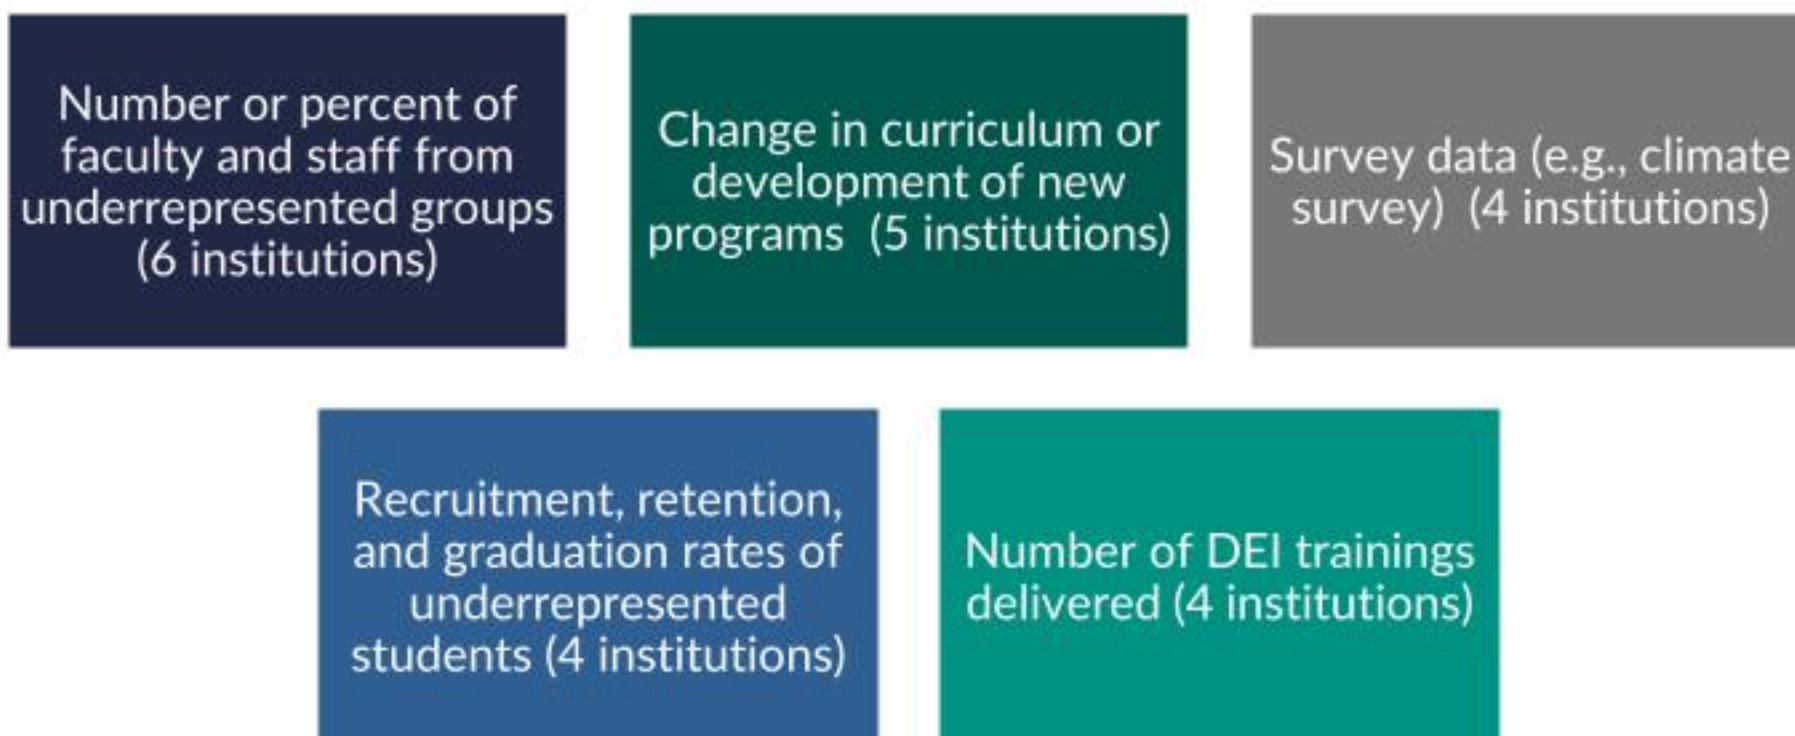 Number or percent of
faculty and staff from
underrepresented groups
(6 institutions)
Change in curriculum or
development of new
programs  (5 institutions)
Survey data (e.g., climate
survey)  (4 institutions)
Recruitment, retention,
and graduation rates of
underrepresented
students (4 institutions)
Number of DEI trainings
delivered (4 institutions)